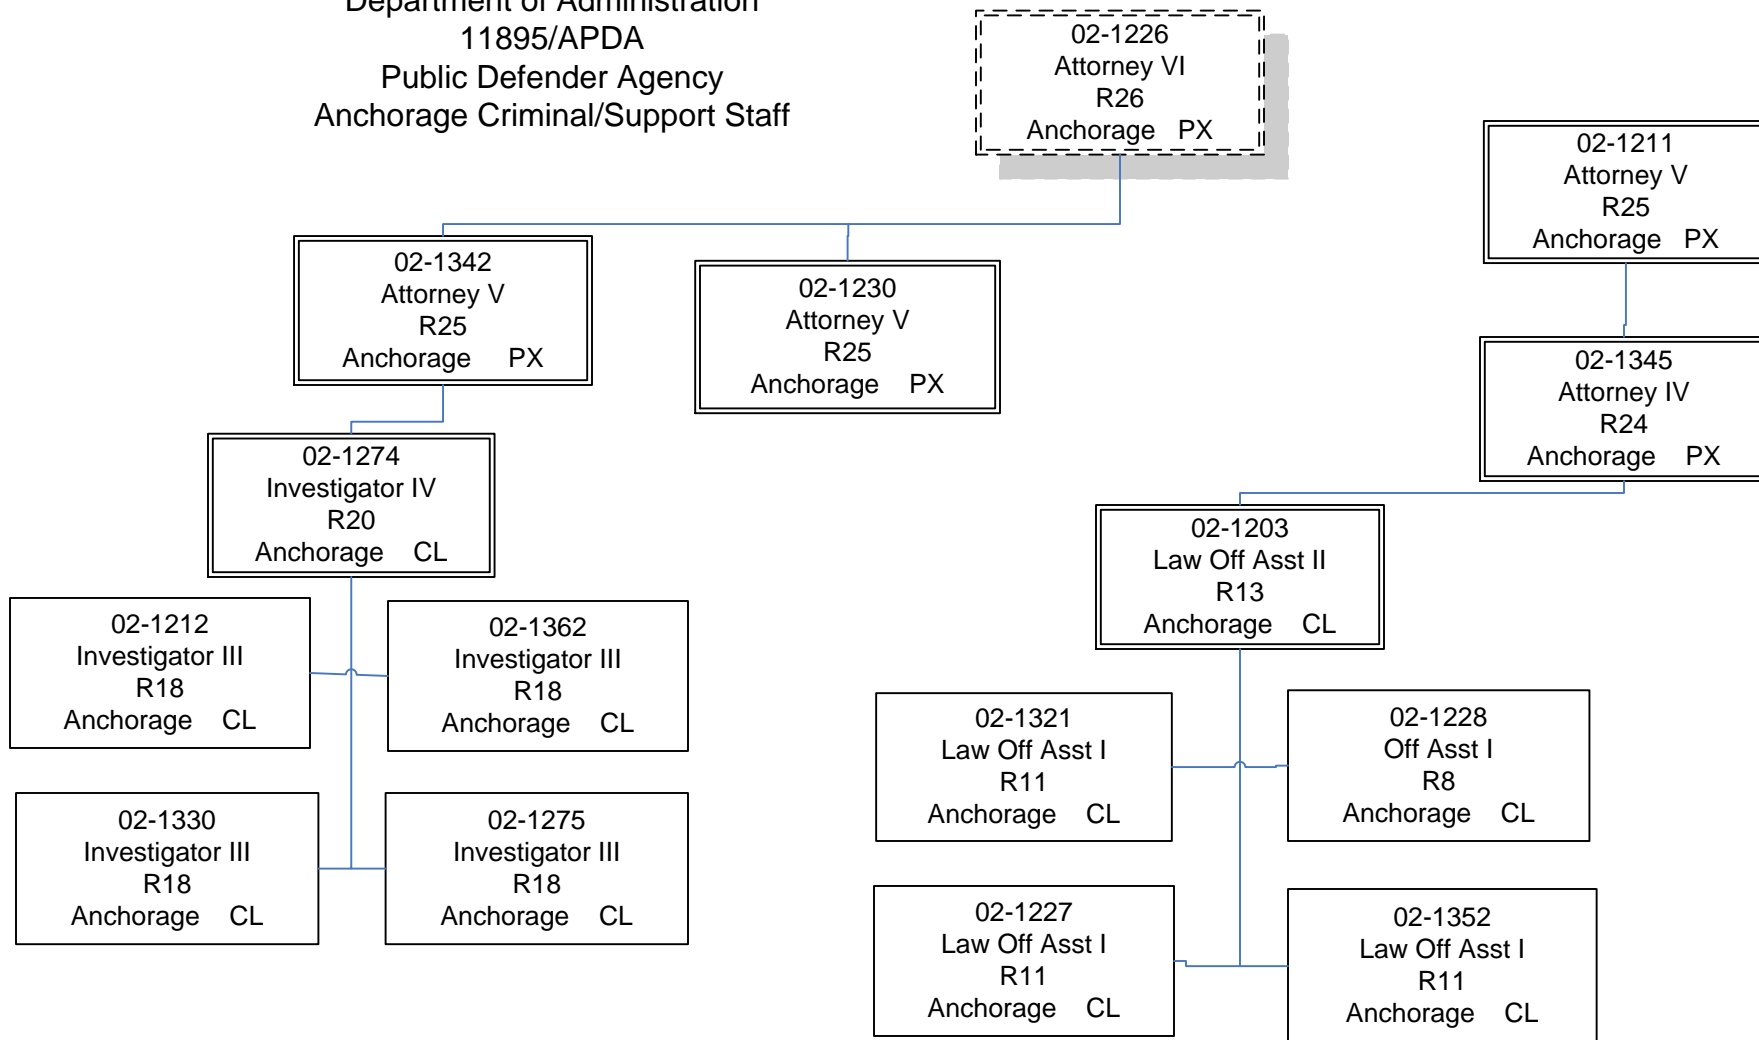 Department of Administration
11895/APDA
Public Defender Agency
Anchorage Criminal/Support Staff
02-1226
Attorney VI
R26
Anchorage PX
02-1211
Attorney V
R25
Anchorage PX
02-1342
Attorney V
R25
Anchorage PX
02-1230
Attorney V
R25
Anchorage PX
02-1345
Attorney IV
R24
Anchorage PX
02-1274
Investigator IV
R20
Anchorage CL
02-1203
Law Off Asst II
R13
Anchorage CL
02-1212
Investigator III
R18
Anchorage CL
02-1362
Investigator III
R18
Anchorage CL
02-1321
Law Off Asst I
R11
Anchorage CL
02-1228
Off Asst I
R8
Anchorage CL
02-1330
Investigator III
R18
Anchorage CL
02-1275
Investigator III
R18
Anchorage CL
02-1227
Law Off Asst I
R11
Anchorage CL
02-1352
Law Off Asst I
R11
Anchorage CL